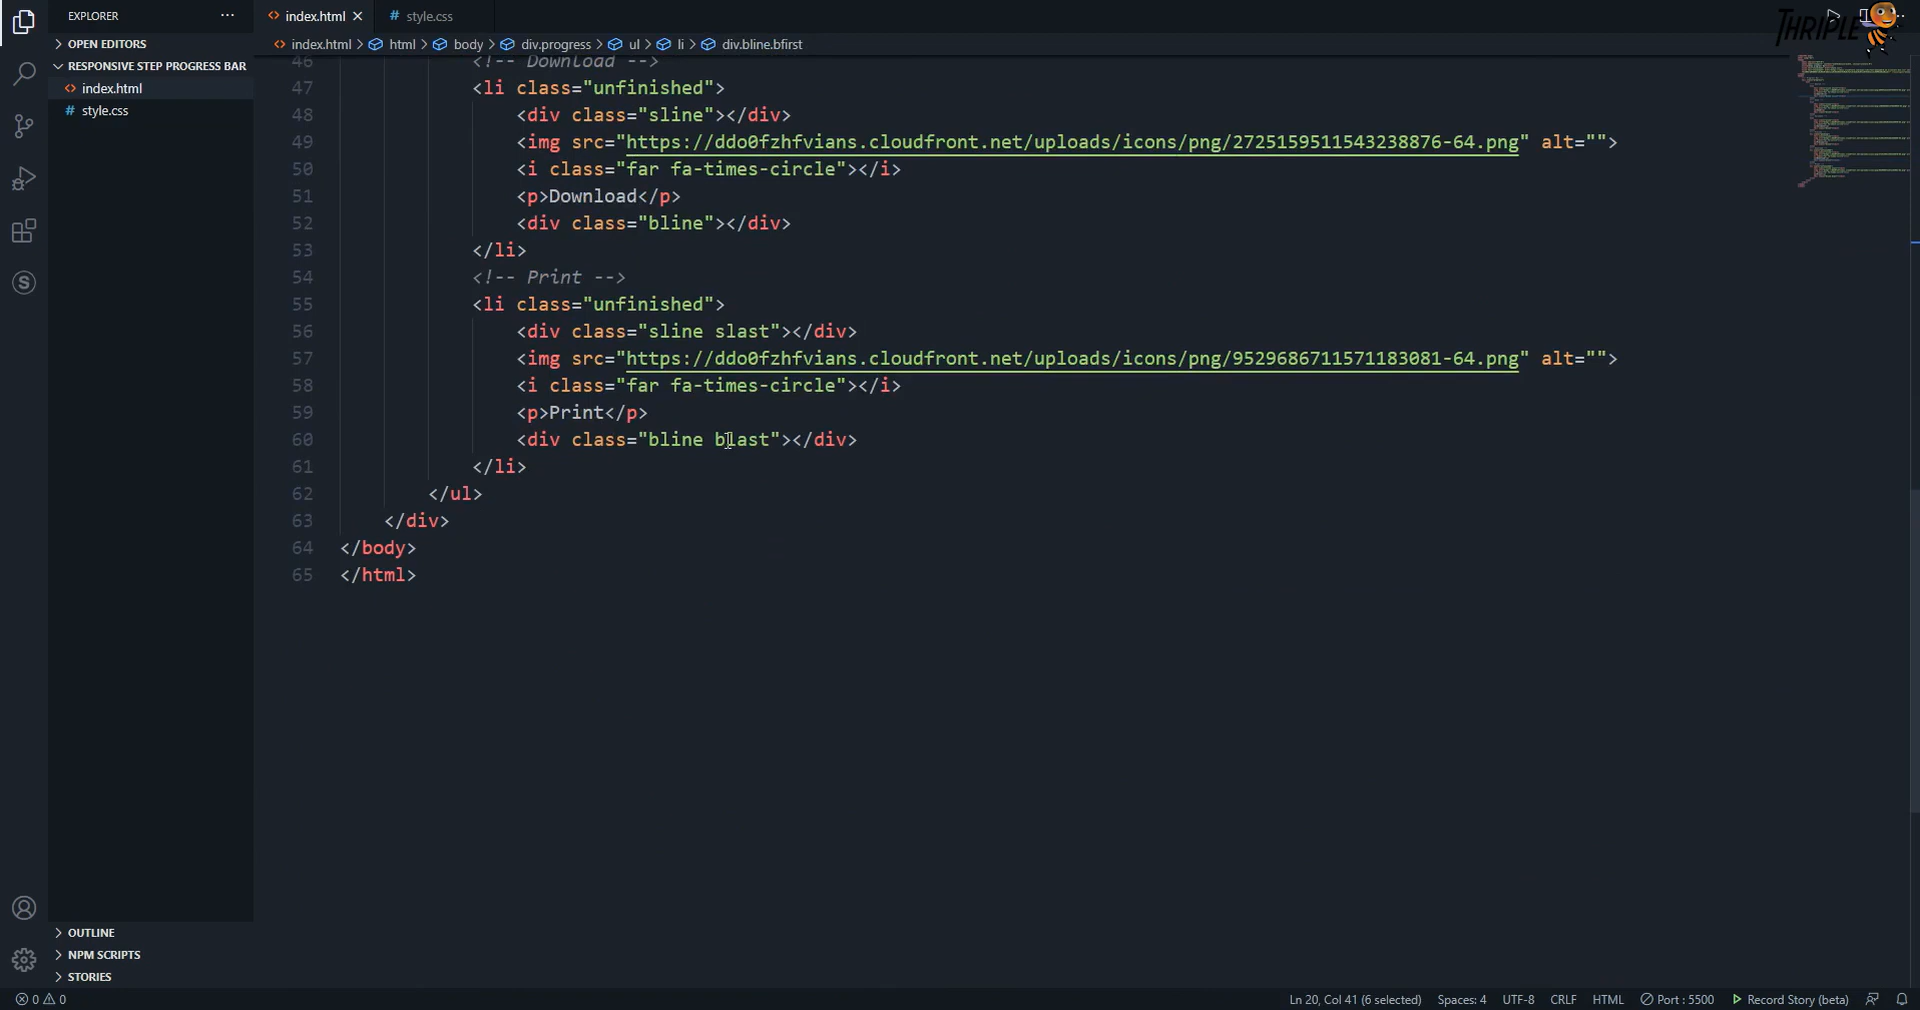 EXPLORER
index.html
style.css
THRIPLE
OPEN EDITORS
index.html > html > body > div.progress > ul > li > div.bline.bfirst
RESPONSIVE STEP PROGRESS BAR
index.html
style.css
46 <!-- Download -->
47 <li class="unfinished">
48 <div class="sline"></div>
49 <img src="https://ddo0fzhfvians.cloudfront.net/uploads/icons/png/2725159511543238876-64.png" alt="">
50 <i class="far fa-times-circle"></i>
51 <p>Download</p>
52 <div class="bline"></div>
53 </li>
54 <!-- Print -->
55 <li class="unfinished">
56 <div class="sline slast"></div>
57 <img src="https://ddo0fzhfvians.cloudfront.net/uploads/icons/png/9529686711571183081-64.png" alt="">
58 <i class="far fa-times-circle"></i>
59 <p>Print</p>
60 <div class="bline blast"></div>
61 </li>
62 </ul>
63 </div>
64 </body>
65 </html>
OUTLINE
NPM SCRIPTS
STORIES
0 0
Ln 20, Col 41 (6 selected) Spaces: 4 UTF-8 CRLF HTML Port : 5500 Record Story (beta)